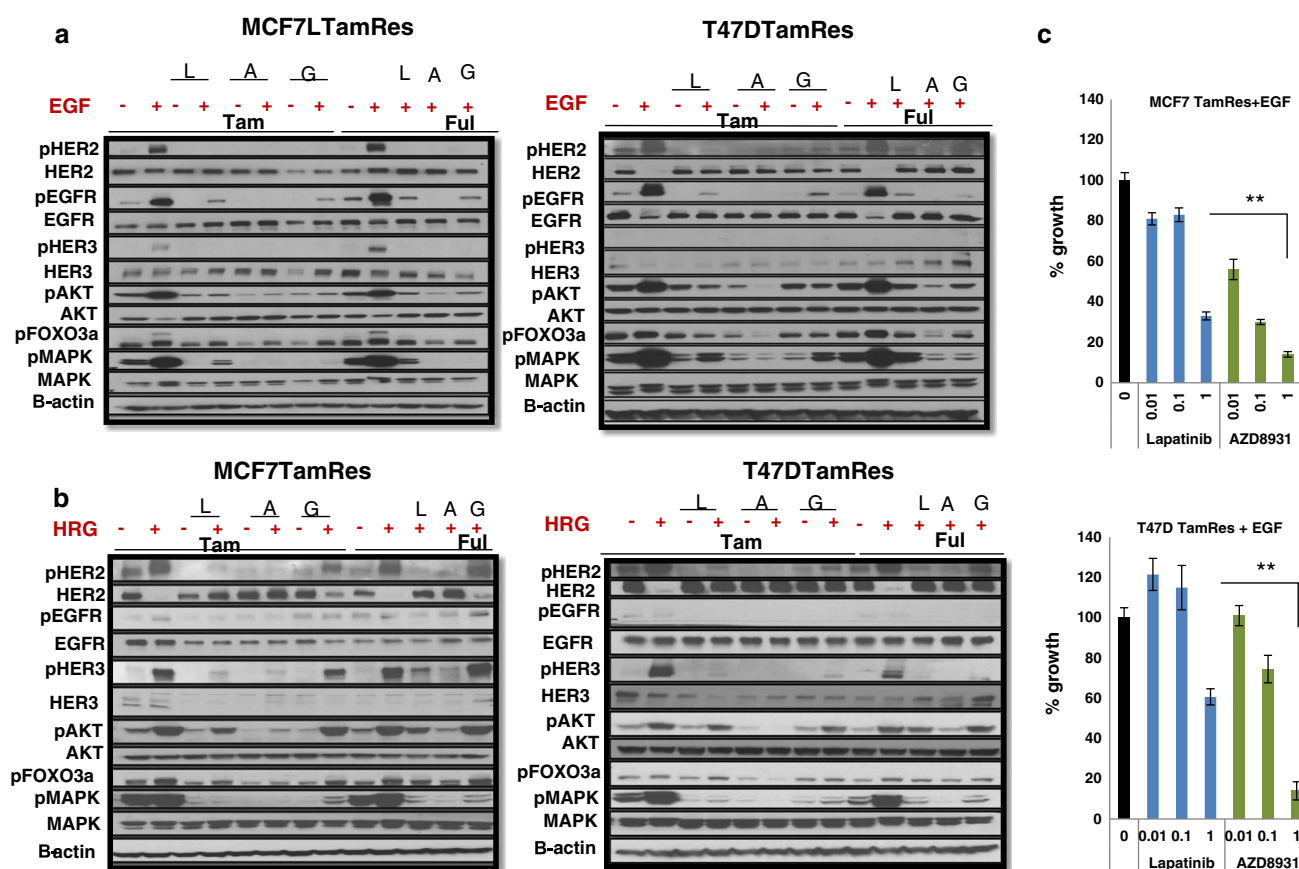 a
MCF7LTamRes
L A G L A G
EGF - + - + - + - + - + + + +
Tam Ful
pHER2
HER2
pEGFR
EGFR
pHER3
HER3
pAKT
AKT
pFOXO3a
pMAPK
MAPK
B-actin
T47DTamRes
L A G L A G
EGF - + - + - + - + - + + + +
Tam Ful
pHER2
HER2
pEGFR
EGFR
pHER3
HER3
pAKT
AKT
pFOXO3a
pMAPK
MAPK
B-actin
b
MCF7TamRes
L A G L A G
HRG - + - + - + - + - + + + +
Tam Ful
pHER2
HER2
pEGFR
EGFR
pHER3
HER3
pAKT
AKT
pFOXO3a
pMAPK
MAPK
B-actin
T47DTamRes
L A G L A G
HRG - + - + - + - + - + + + +
Tam Ful
pHER2
HER2
pEGFR
EGFR
pHER3
HER3
pAKT
AKT
pFOXO3a
pMAPK
MAPK
B-actin
c
MCF7 TamRes+EGF
% growth
140
120
100
80
60
40
20
0
**
0 0.01 0.1 1 0.01 0.1 1
Lapatinib AZD8931
T47D TamRes + EGF
% growth
140
120
100
80
60
40
20
0
**
0 0.01 0.1 1 0.01 0.1 1
Lapatinib AZD8931